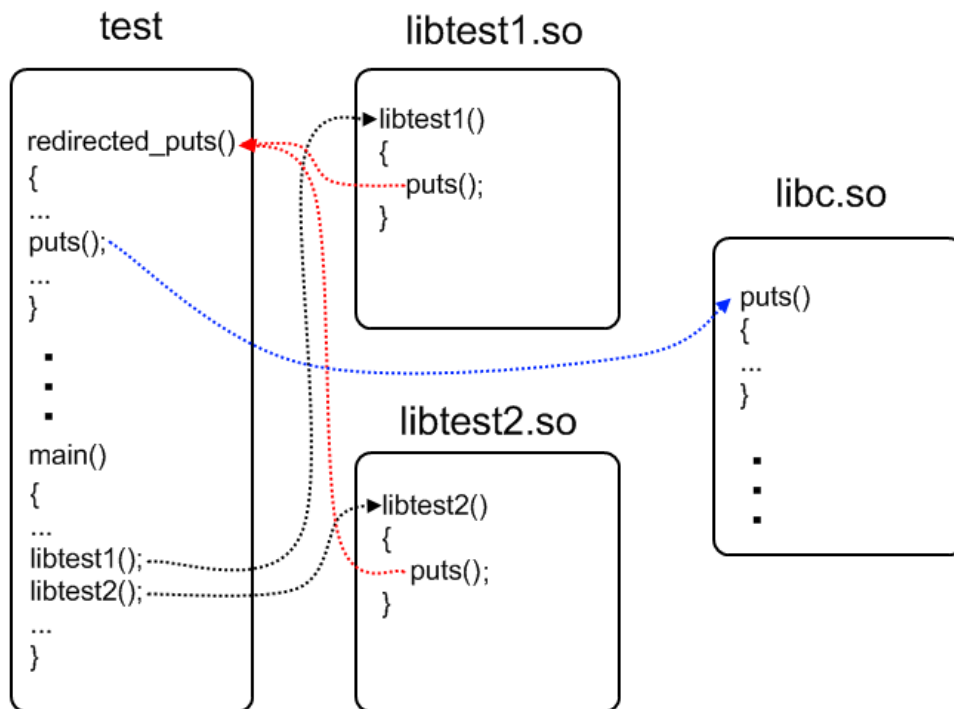 test
redirected_puts()
{
...
puts();
...
}
main()
{
...
libtest1();
libtest2();
...
}
libtest1.so
libtest1()
{
puts();
}
libtest2.so
libtest2()
{
puts();
}
libc.so
puts()
{
...
}